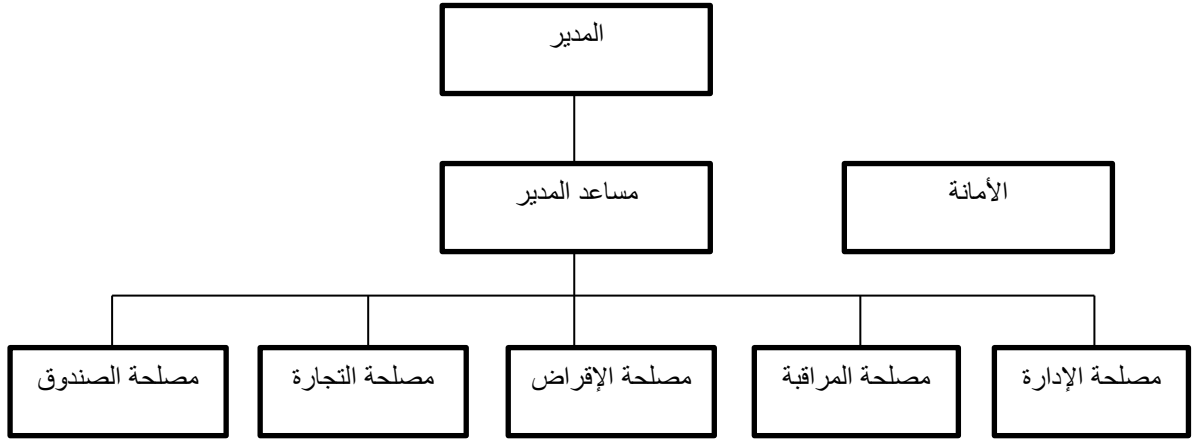 المدير
الأمانة
مساعد المدير
مصلحة الإدارة
مصلحة المراقبة
مصلحة الإقراض
مصلحة التجارة
مصلحة الصندوق